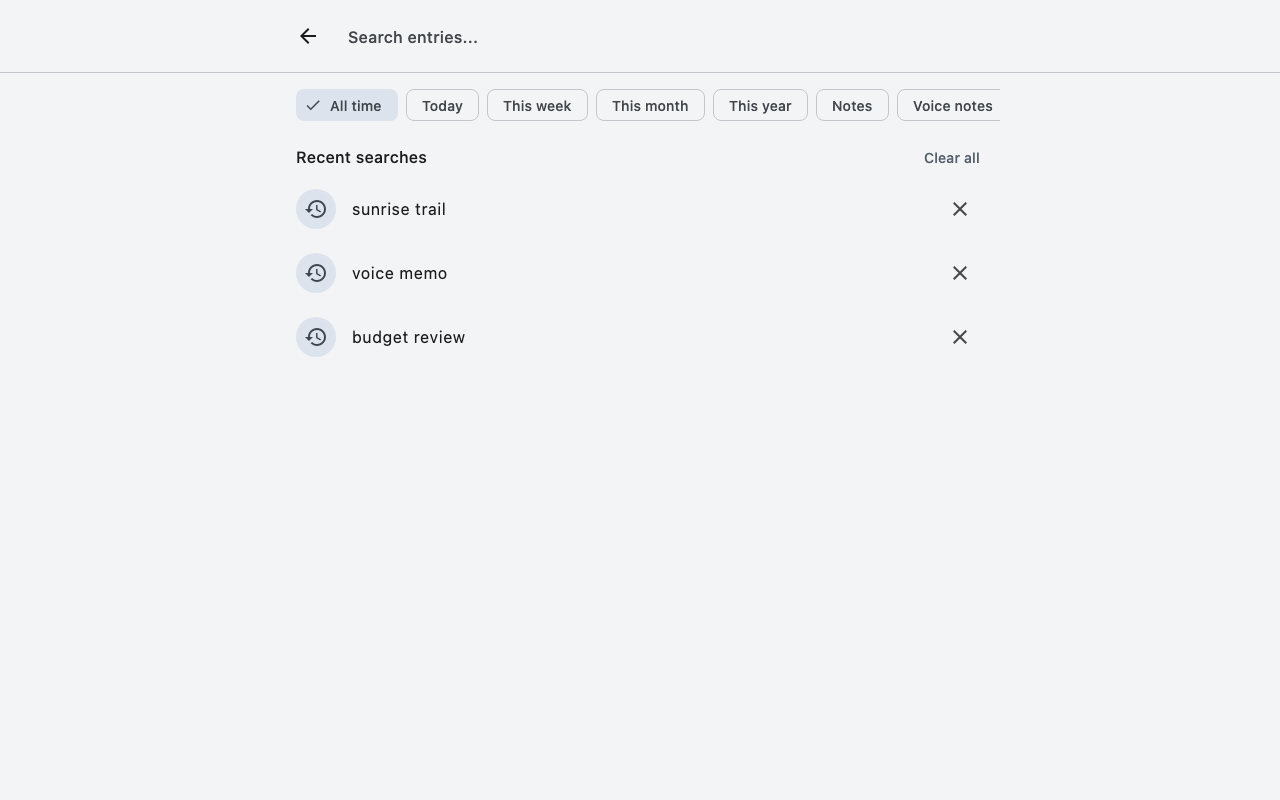 Search entries...
All time Today This week This month This year Notes Voice notes
Recent searches Clear all
sunrise trail
voice memo
budget review